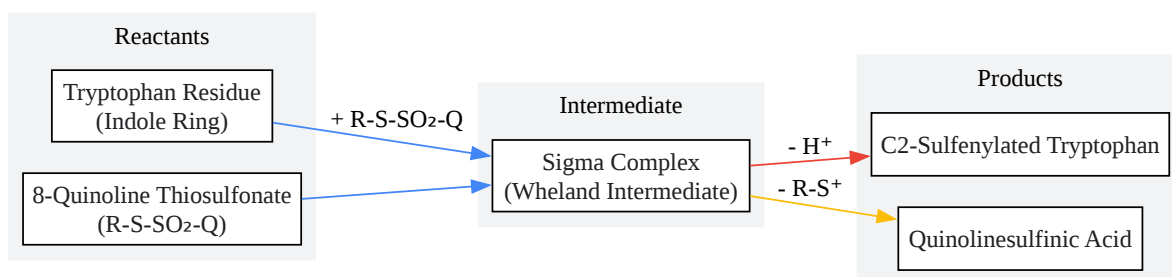 Reactants
Tryptophan Residue
(Indole Ring)
8-Quinoline Thiosulfonate
(R-S-SO₂-Q)
+ R-S-SO₂-Q
Intermediate
Sigma Complex
(Wheland Intermediate)
- H⁺
- R-S⁺
Products
C2-Sulfenylated Tryptophan
Quinolinesulfinic Acid